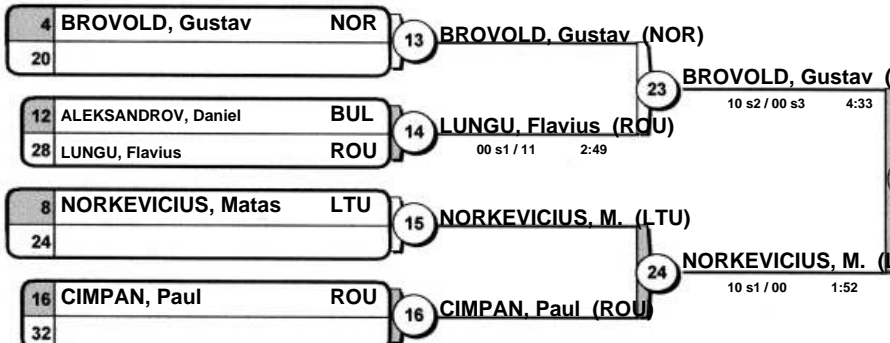 4 BROVOLD, Gustav NOR
20
13 BROVOLD, Gustav (NOR)
23 BROVOLD, Gustav (
10 s2 / 00 s3 4:33
12 ALEKSANDROV, Daniel BUL
28 LUNGU, Flavius ROU
14 LUNGU, Flavius (ROU)
00 s1 / 11 2:49
8 NORKEVICIUS, Matas LTU
24
15 NORKEVICIUS, M. (LTU)
24 NORKEVICIUS, M. (L
10 s1 / 00 1:52
16 CIMPAN, Paul ROU
32
16 CIMPAN, Paul (ROU)